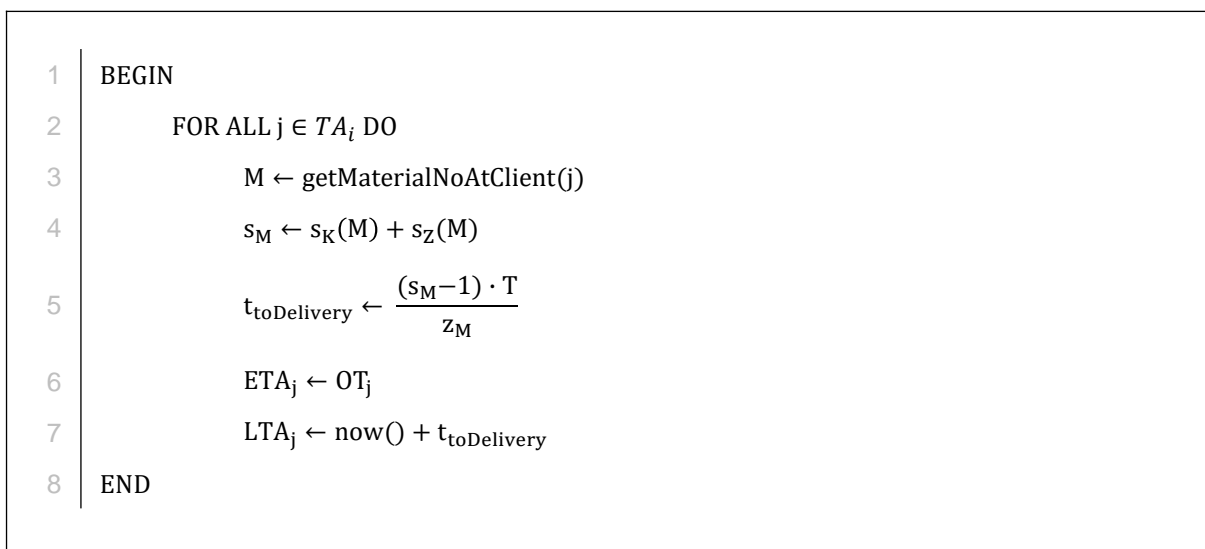 1 BEGIN
2 FOR ALL j ∈ TA_i DO
3 M ← getMaterialNoAtClient(j)
4 s_M ← s_K(M) + s_Z(M)
5 t_toDelivery ← (s_M−1) · T / z_M
6 ETA_j ← OT_j
7 LTA_j ← now() + t_toDelivery
8 END